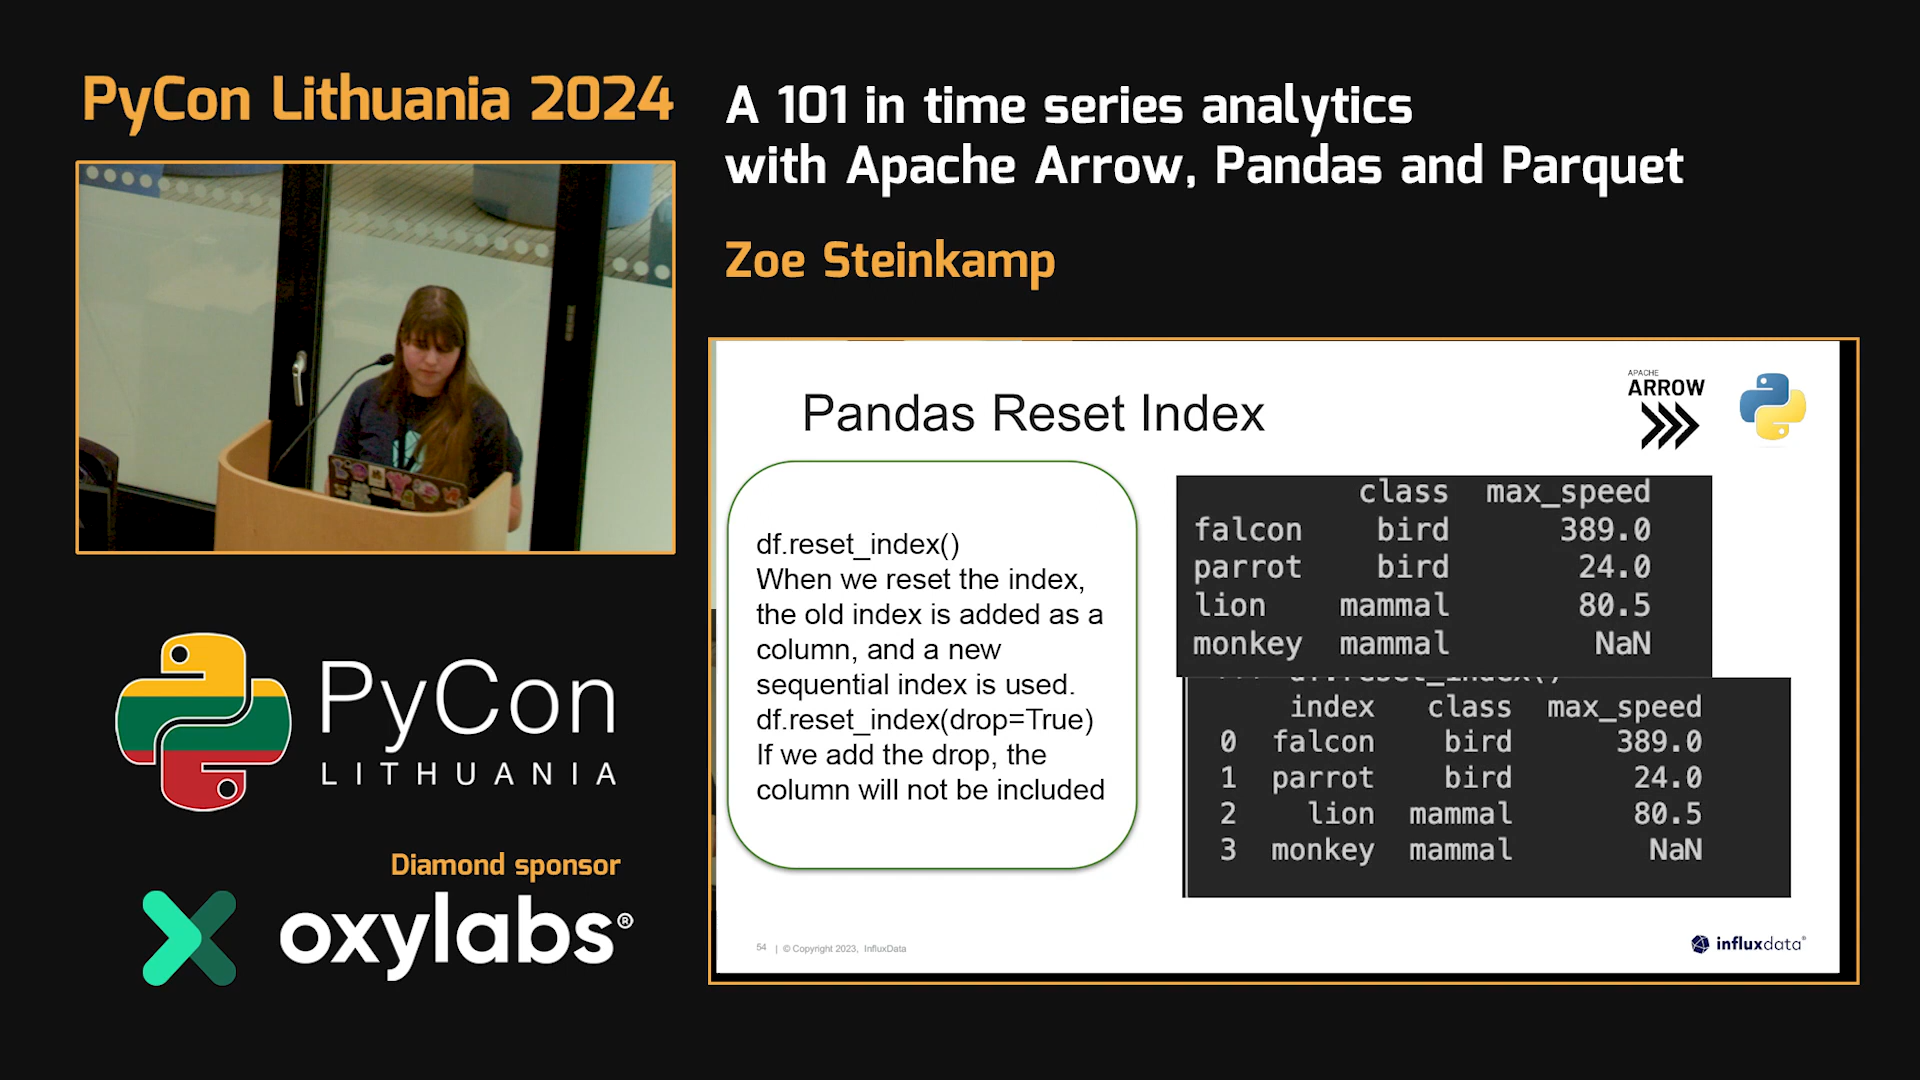 PyCon Lithuania 2024
A 101 in time series analytics
with Apache Arrow, Pandas and Parquet
Zoe Steinkamp
Pandas Reset Index
APACHE
ARROW
df.reset_index()
When we reset the index,
the old index is added as a
column, and a new
sequential index is used.
df.reset_index(drop=True)
If we add the drop, the
column will not be included
class max_speed
falcon bird 389.0
parrot bird 24.0
lion mammal 80.5
monkey mammal NaN
>>> df.reset_index()
index class max_speed
0 falcon bird 389.0
1 parrot bird 24.0
2 lion mammal 80.5
3 monkey mammal NaN
54 | © Copyright 2023, InfluxData
influxdata®
PyCon
LITHUANIA
Diamond sponsor
oxylabs®